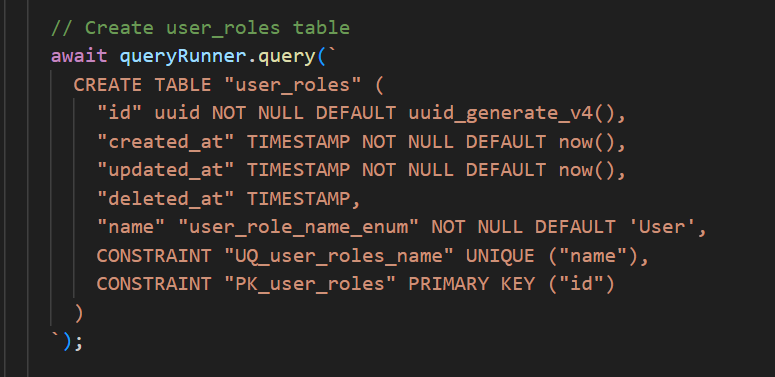 // Create user_roles table
await queryRunner.query(`
CREATE TABLE "user_roles" (
"id" uuid NOT NULL DEFAULT uuid_generate_v4(),
"created_at" TIMESTAMP NOT NULL DEFAULT now(),
"updated_at" TIMESTAMP NOT NULL DEFAULT now(),
"deleted_at" TIMESTAMP,
"name" "user_role_name_enum" NOT NULL DEFAULT 'User',
CONSTRAINT "UQ_user_roles_name" UNIQUE ("name"),
CONSTRAINT "PK_user_roles" PRIMARY KEY ("id")
)
`);